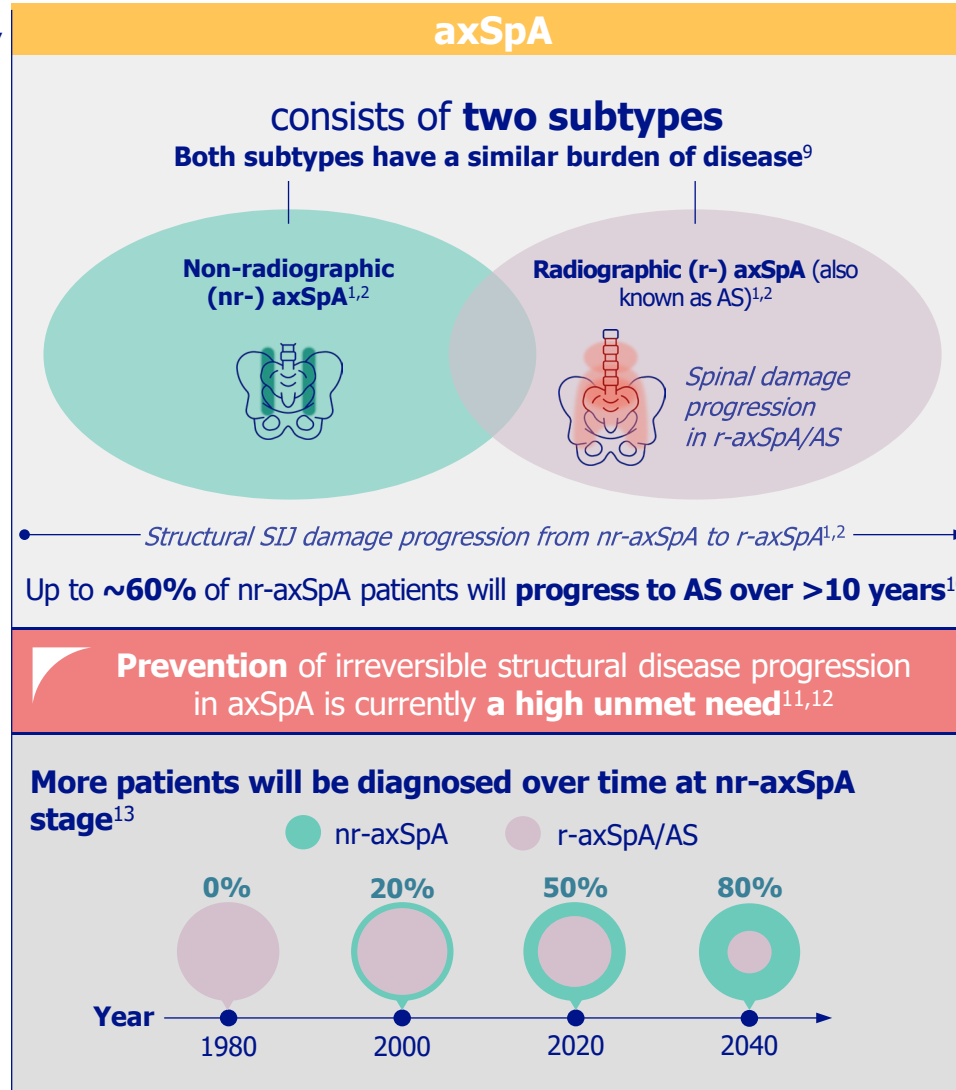 axSpA
consists of two subtypes
Both subtypes have a similar burden of disease9
Non-radiographic
(nr-) axSpA1,2
Radiographic (r-) axSpA (also
known as AS)1,2
Spinal damage
progression
in r-axSpA/AS
Structural SIJ damage progression from nr-axSpA to r-axSpA1,2
Up to ~60% of nr-axSpA patients will progress to AS over >10 years1
Prevention of irreversible structural disease progression
in axSpA is currently a high unmet need11,12
More patients will be diagnosed over time at nr-axSpA
stage13
nr-axSpA r-axSpA/AS
0% 20% 50% 80%
Year
1980 2000 2020 2040